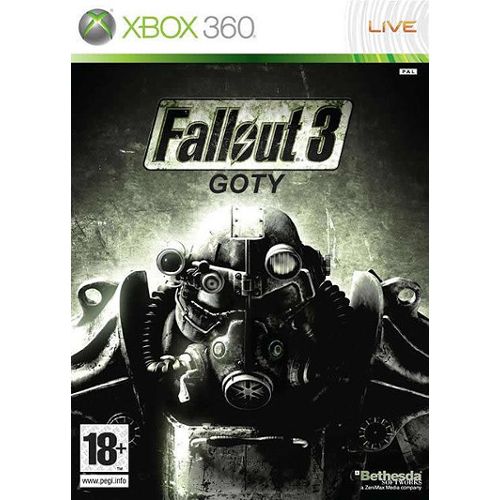 XBOX 360
LIVE
PAL
Fallout 3
GOTY
18+
www.pegi.info
Bethesda
SOFTWORKS
a ZeniMax Media company